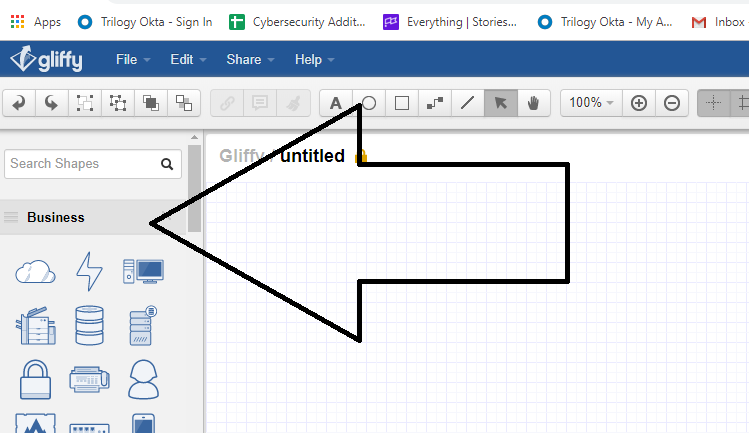 Apps Trilogy Okta - Sign In Cybersecurity Addit... Everything | Stories... Trilogy Okta - My A... Inbox
gliffy File Edit Share Help
A 100%
Search Shapes
Gliffy / untitled
Business